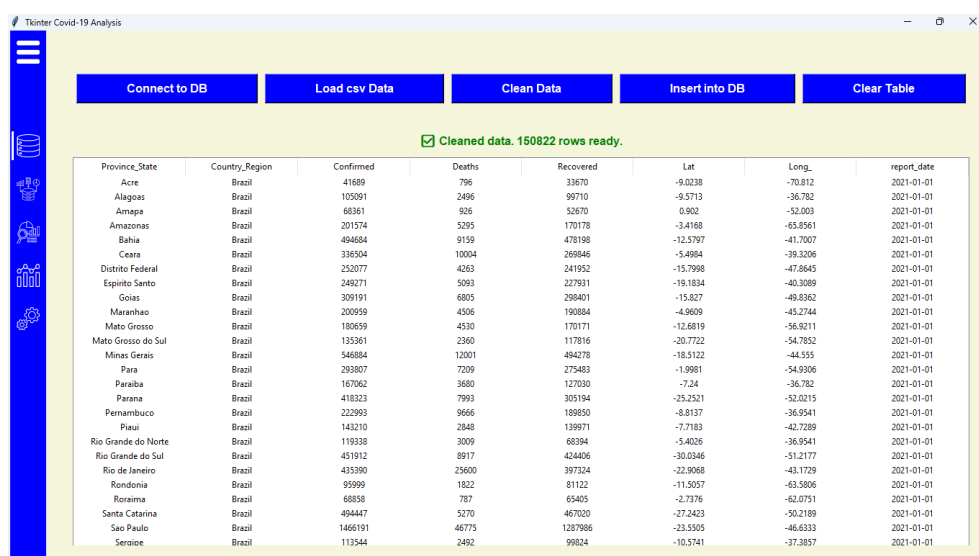 Tkinter Covid-19 Analysis
Connect to DB Load csv Data Clean Data Insert into DB Clear Table
Cleaned data. 150822 rows ready.
Province_State Country_Region Confirmed Deaths Recovered Lat Long_ report_date
Acre Brazil 41689 796 33670 -9.0238 -70.812 2021-01-01
Alagoas Brazil 105091 2496 99710 -9.5713 -36.782 2021-01-01
Amapa Brazil 68361 926 52670 0.902 -52.003 2021-01-01
Amazonas Brazil 201574 5295 170178 -3.4168 -65.8561 2021-01-01
Bahia Brazil 494684 9159 478198 -12.5797 -41.7007 2021-01-01
Ceara Brazil 336504 10004 269846 -5.4984 -39.3206 2021-01-01
Distrito Federal Brazil 252077 4263 241952 -15.7998 -47.8645 2021-01-01
Espirito Santo Brazil 249271 5093 227931 -19.1834 -40.3089 2021-01-01
Goias Brazil 309191 6805 298401 -15.827 -49.8362 2021-01-01
Maranhao Brazil 200959 4506 190884 -4.9609 -45.2744 2021-01-01
Mato Grosso Brazil 180659 4530 170171 -12.6819 -56.9211 2021-01-01
Mato Grosso do Sul Brazil 135361 2360 117816 -20.7722 -54.7852 2021-01-01
Minas Gerais Brazil 546884 12001 494278 -18.5122 -44.555 2021-01-01
Para Brazil 293807 7209 275483 -1.9981 -54.9306 2021-01-01
Paraiba Brazil 167062 3680 127030 -7.24 -36.782 2021-01-01
Parana Brazil 418323 7993 305194 -25.2521 -52.0215 2021-01-01
Pernambuco Brazil 222993 9666 189850 -8.8137 -36.9541 2021-01-01
Piaui Brazil 143210 2848 139971 -7.7183 -42.7289 2021-01-01
Rio Grande do Norte Brazil 119338 3009 68394 -5.4026 -36.9541 2021-01-01
Rio Grande do Sul Brazil 451912 8917 424406 -30.0346 -51.2177 2021-01-01
Rio de Janeiro Brazil 435390 25600 397324 -22.9068 -43.1729 2021-01-01
Rondonia Brazil 95999 1822 81122 -11.5057 -63.5806 2021-01-01
Roraima Brazil 68858 787 65405 -2.7376 -62.0751 2021-01-01
Santa Catarina Brazil 494447 5270 467020 -27.2423 -50.2189 2021-01-01
Sao Paulo Brazil 1466191 46775 1287986 -23.5505 -46.6333 2021-01-01
Sergipe Brazil 113544 2492 99824 -10.5741 -37.3857 2021-01-01